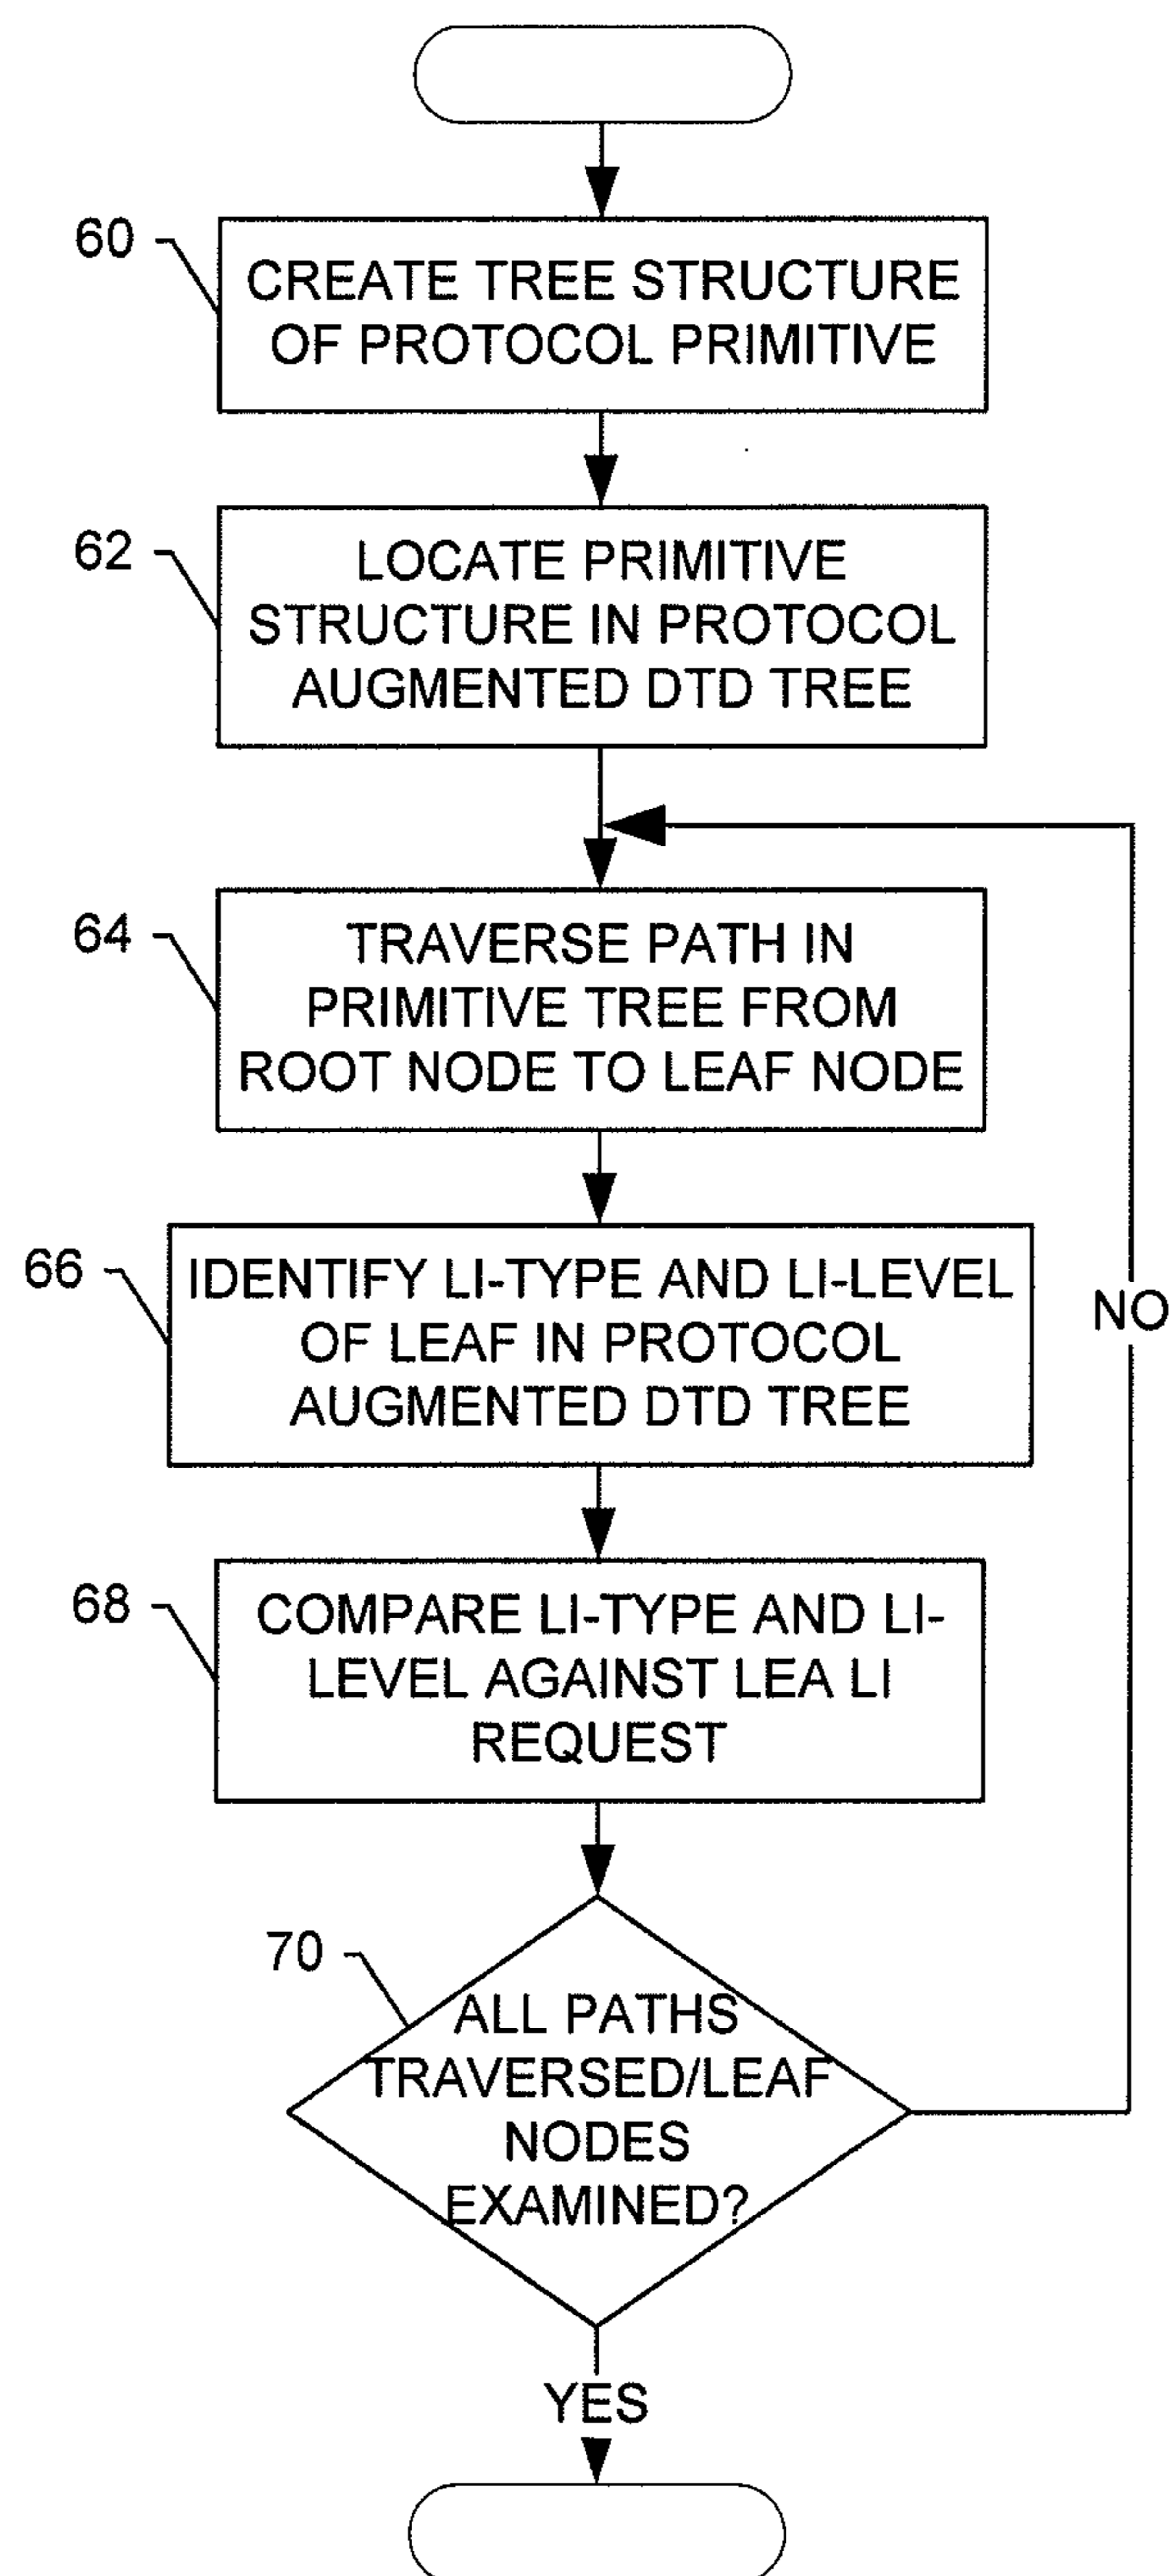 60
CREATE TREE STRUCTURE
OF PROTOCOL PRIMITIVE
62
LOCATE PRIMITIVE
STRUCTURE IN PROTOCOL
AUGMENTED DTD TREE
64
TRAVERSE PATH IN
PRIMITIVE TREE FROM
ROOT NODE TO LEAF NODE
66
IDENTIFY LI-TYPE AND LI-LEVEL
OF LEAF IN PROTOCOL
AUGMENTED DTD TREE
NO
68
COMPARE LI-TYPE AND LI-
LEVEL AGAINST LEA LI
REQUEST
70
ALL PATHS
TRAVERSED/LEAF
NODES
EXAMINED?
YES